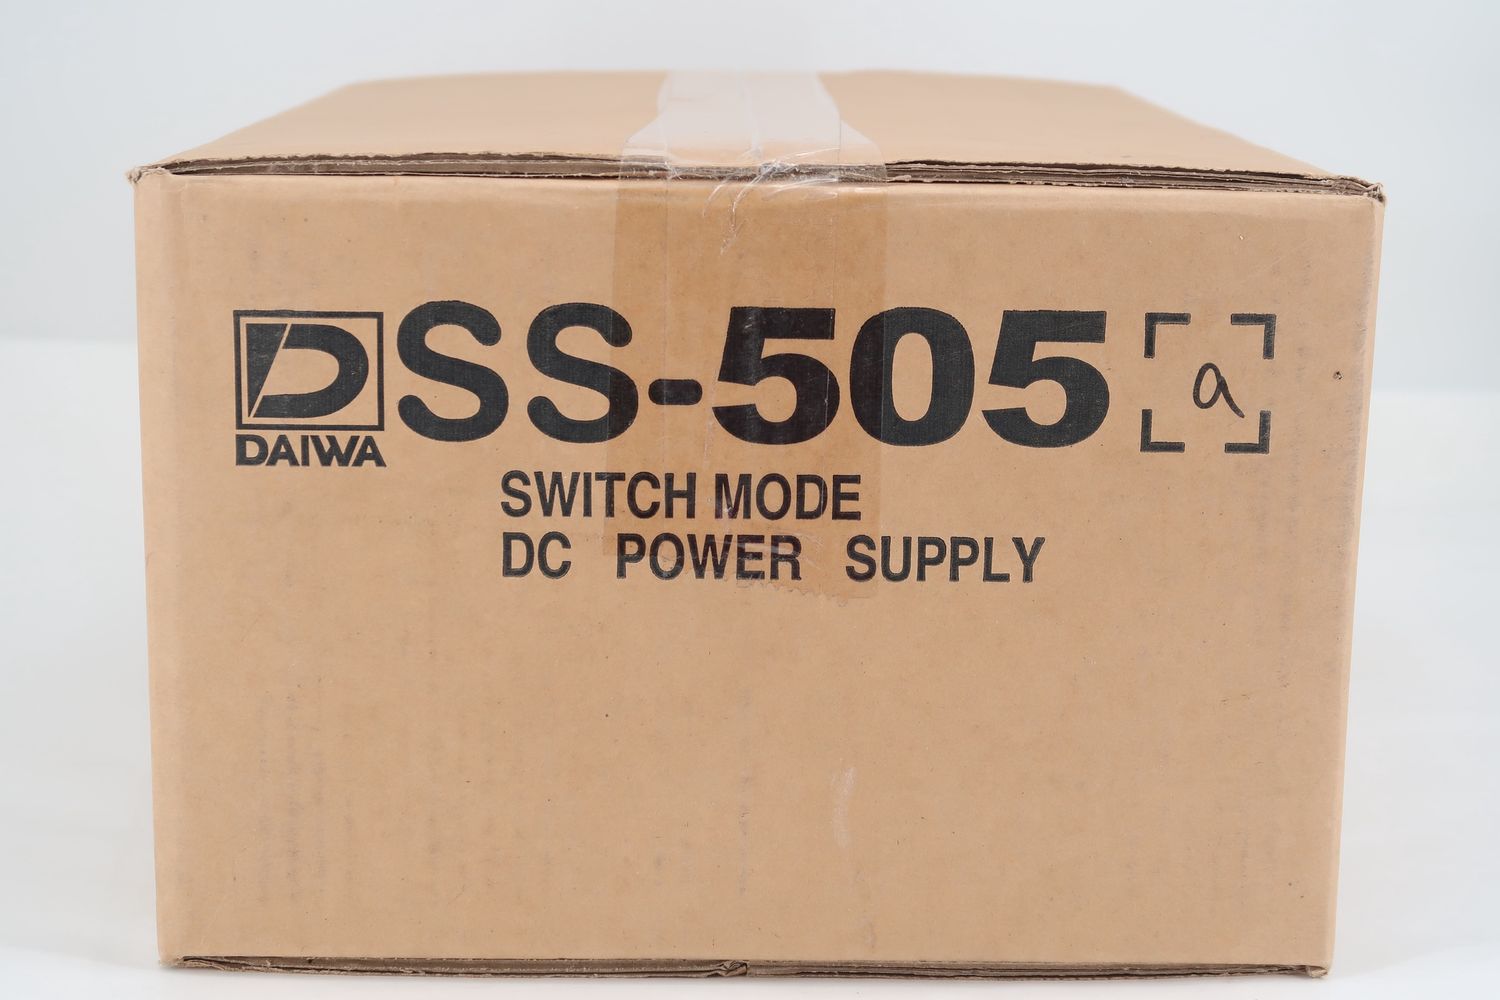 DAIWA
SS-505 a
SWITCH MODE
DC POWER SUPPLY